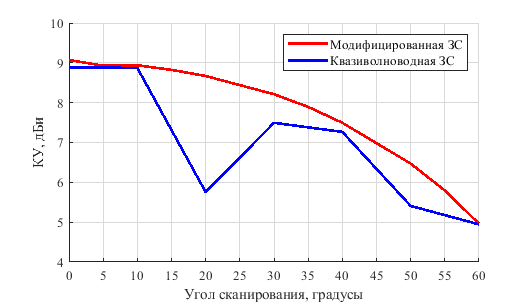 10
9
8
7
6
5
4
КУ, дБи
Модифицированная ЗС
Квазиволноводная ЗС
0 5 10 15 20 25 30 35 40 45 50 55 60
Угол сканирования, градусы